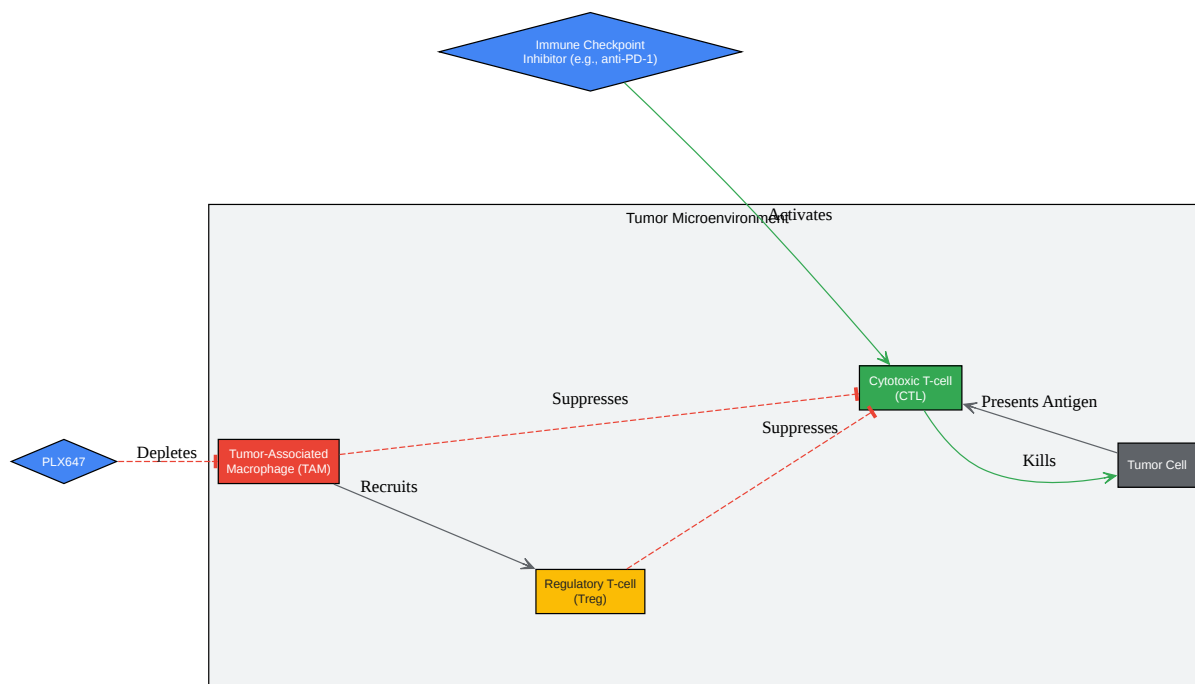 Immune Checkpoint
Inhibitor (e.g., anti-PD-1)
Tumor Microenvironment
Activates
Cytotoxic T-cell
(CTL)
Suppresses
Presents Antigen
Suppresses
Depletes
PLX647
Tumor-Associated
Macrophage (TAM)
Kills
Tumor Cell
Recruits
Regulatory T-cell
(Treg)